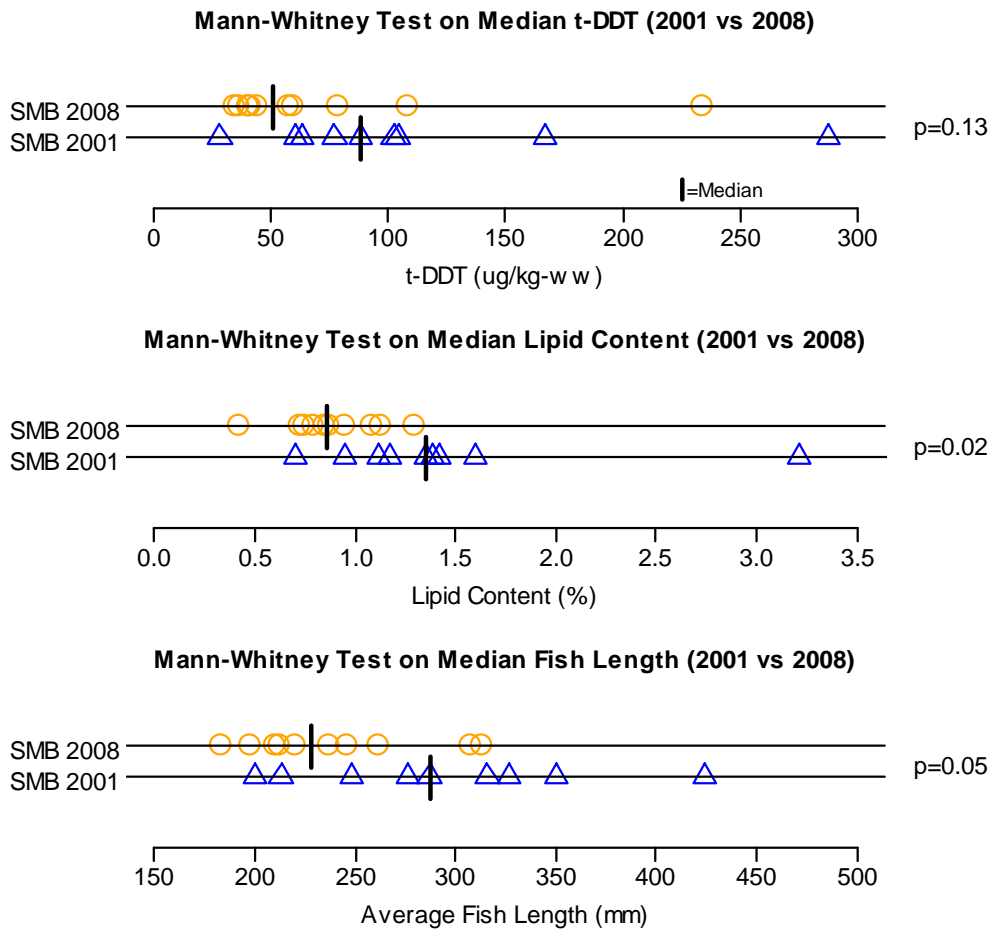 Mann-Whitney Test on Median t-DDT (2001 vs 2008)
SMB 2008
SMB 2001
p=0.13
=Median
0 50 100 150 200 250 300
t-DDT (ug/kg-w w )
Mann-Whitney Test on Median Lipid Content (2001 vs 2008)
SMB 2008
SMB 2001
p=0.02
0.0 0.5 1.0 1.5 2.0 2.5 3.0 3.5
Lipid Content (%)
Mann-Whitney Test on Median Fish Length (2001 vs 2008)
SMB 2008
SMB 2001
p=0.05
150 200 250 300 350 400 450 500
Average Fish Length (mm)